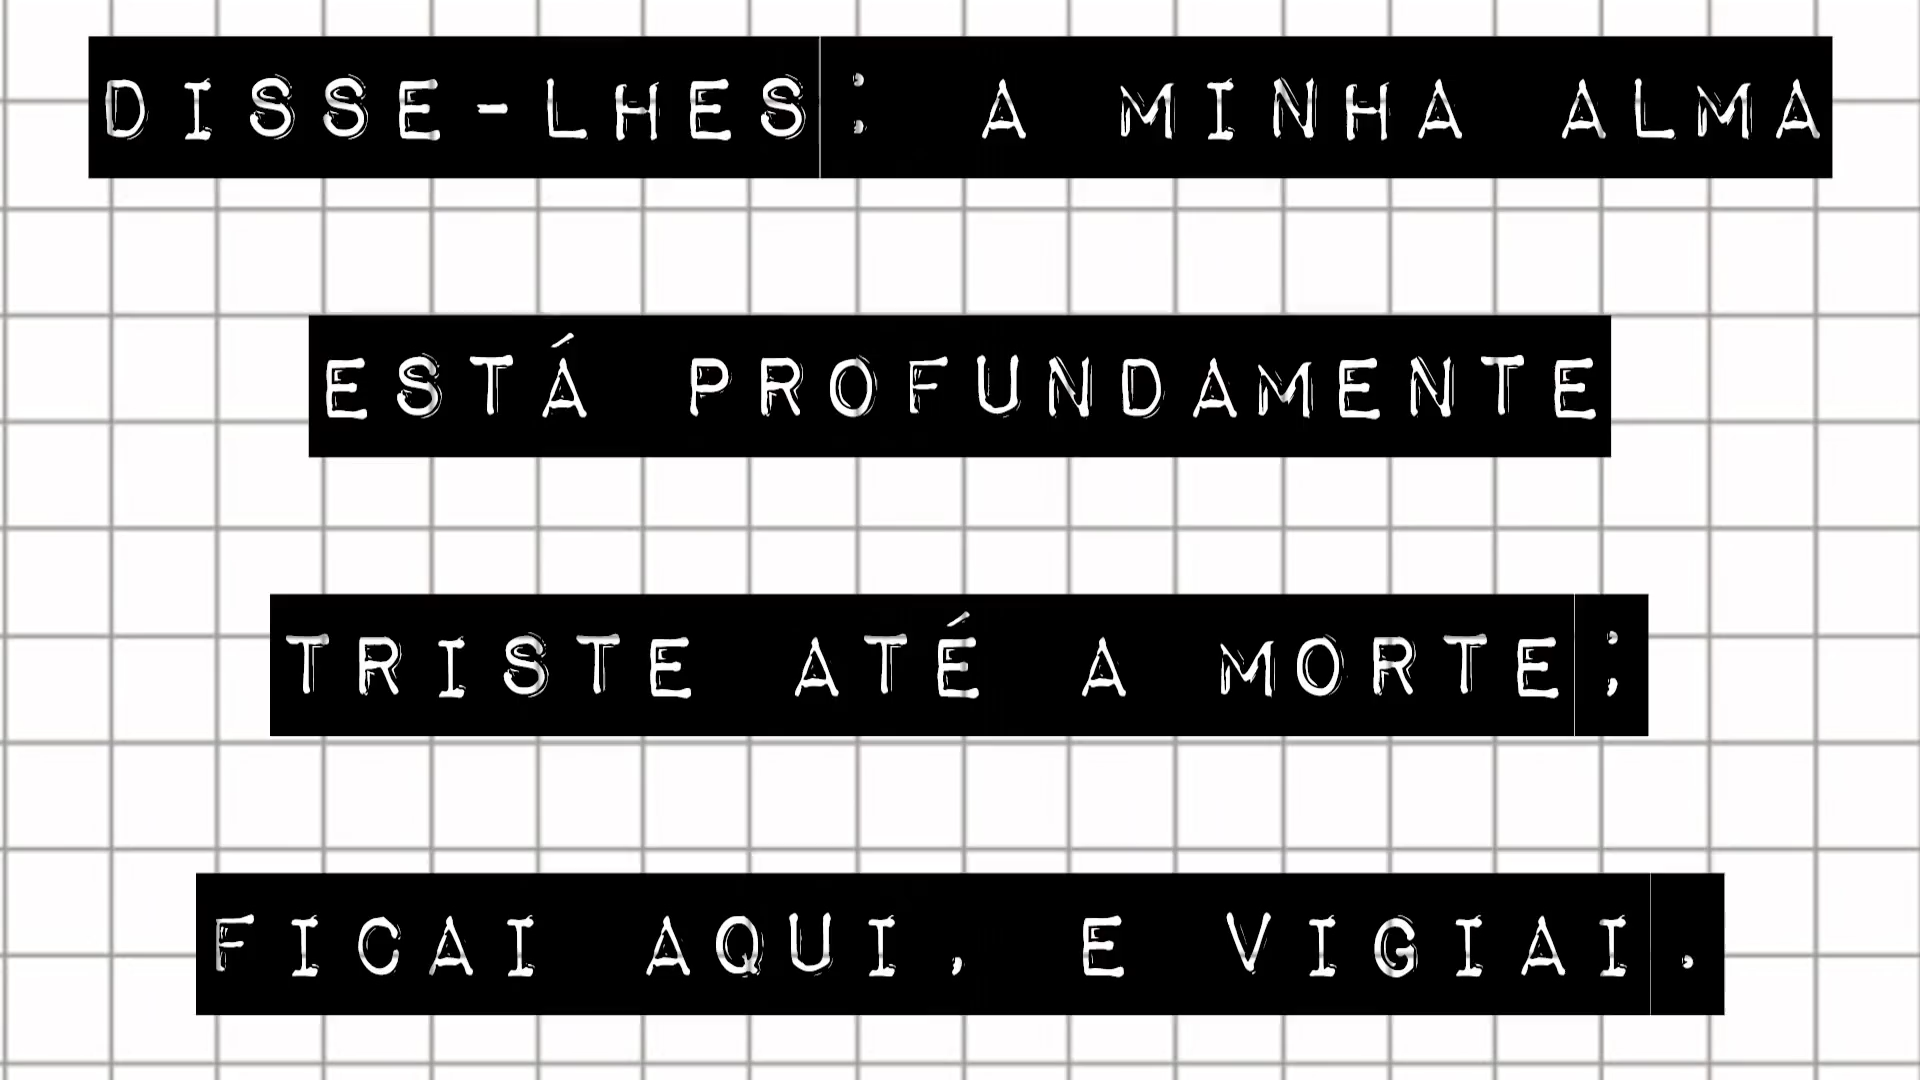 DISSE-LHES: A MINHA ALMA
ESTÁ PROFUNDAMENTE
TRISTE ATÉ A MORTE;
FICAI AQUI, E VIGIAI.